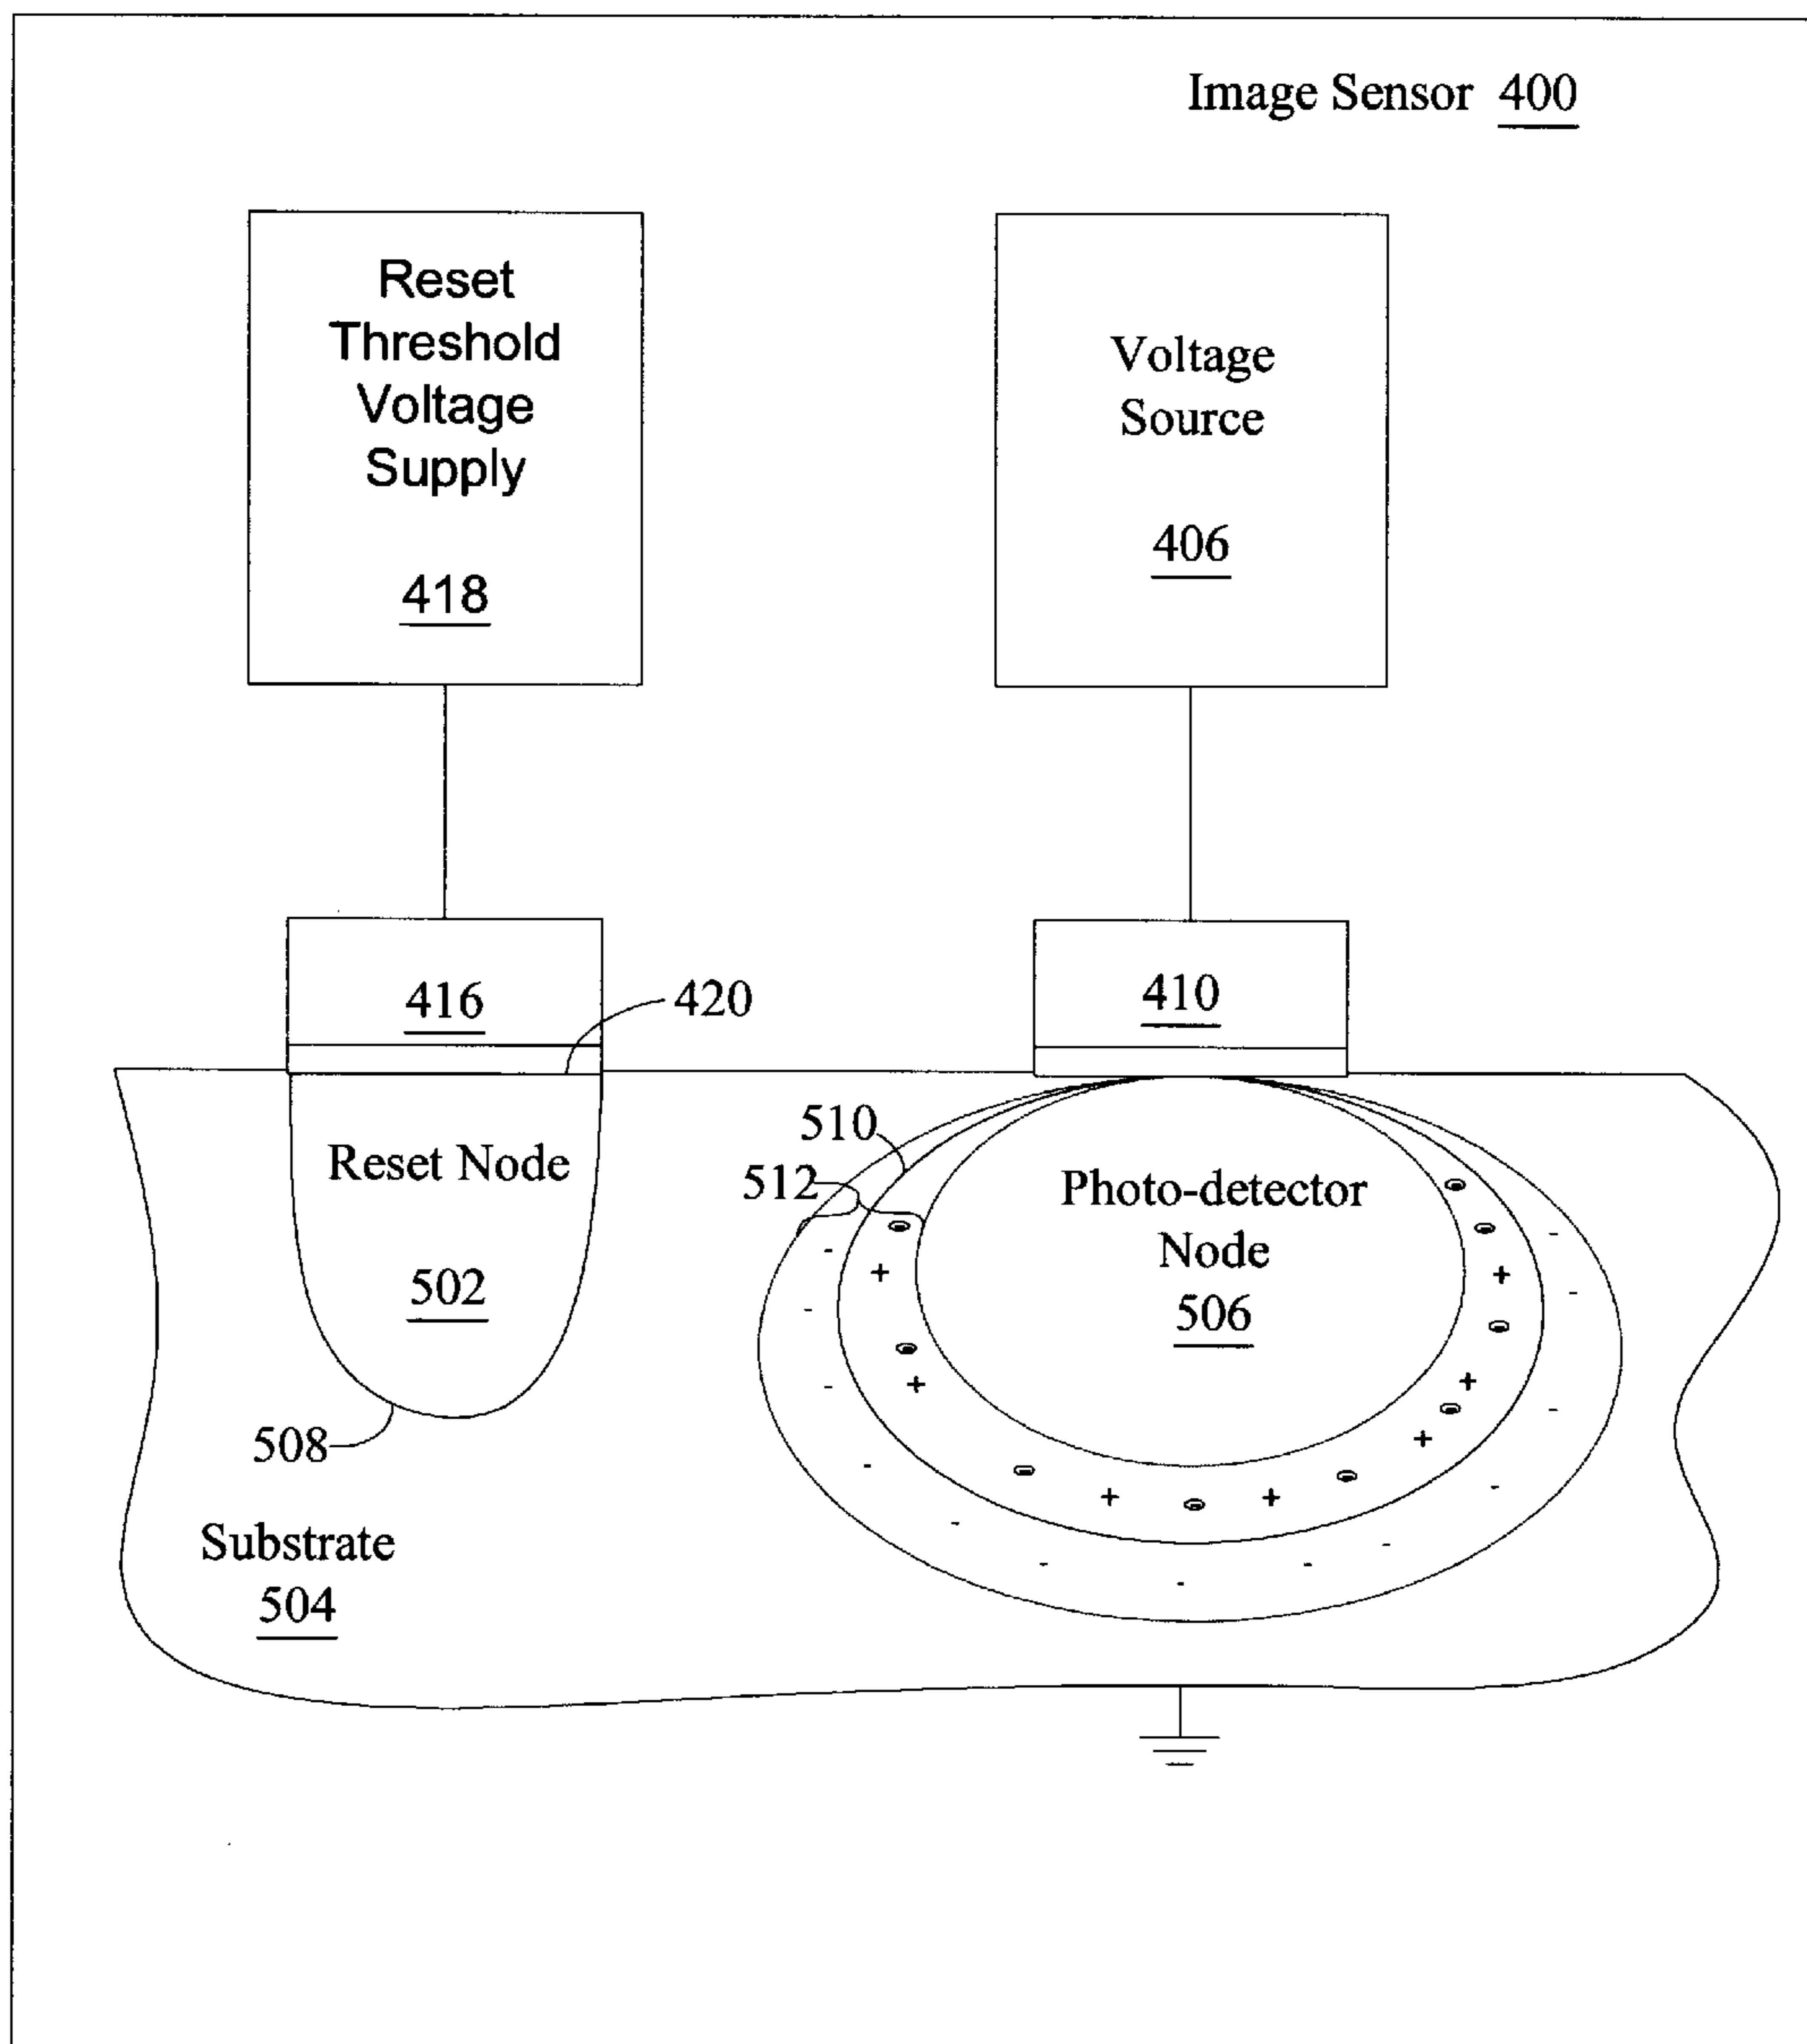 Image Sensor 400
Reset
Threshold
Voltage
Supply
418
Voltage
Source
406
416
420
410
510
512
Reset Node
502
Photo-detector
Node
506
508
Substrate
504